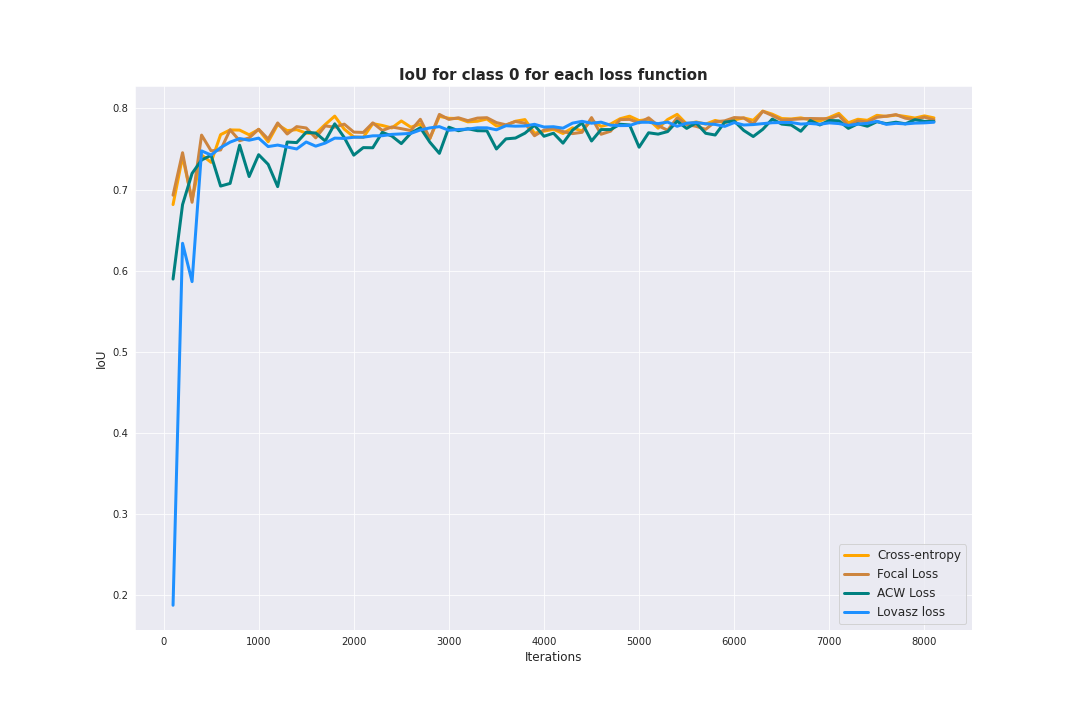 IoU for class 0 for each loss function
0.8
0.7
0.6
0.5
0.4
0.3
0.2
IoU
0 1000 2000 3000 4000 5000 6000 7000 8000
Iterations
Cross-entropy
Focal Loss
ACW Loss
Lovasz loss